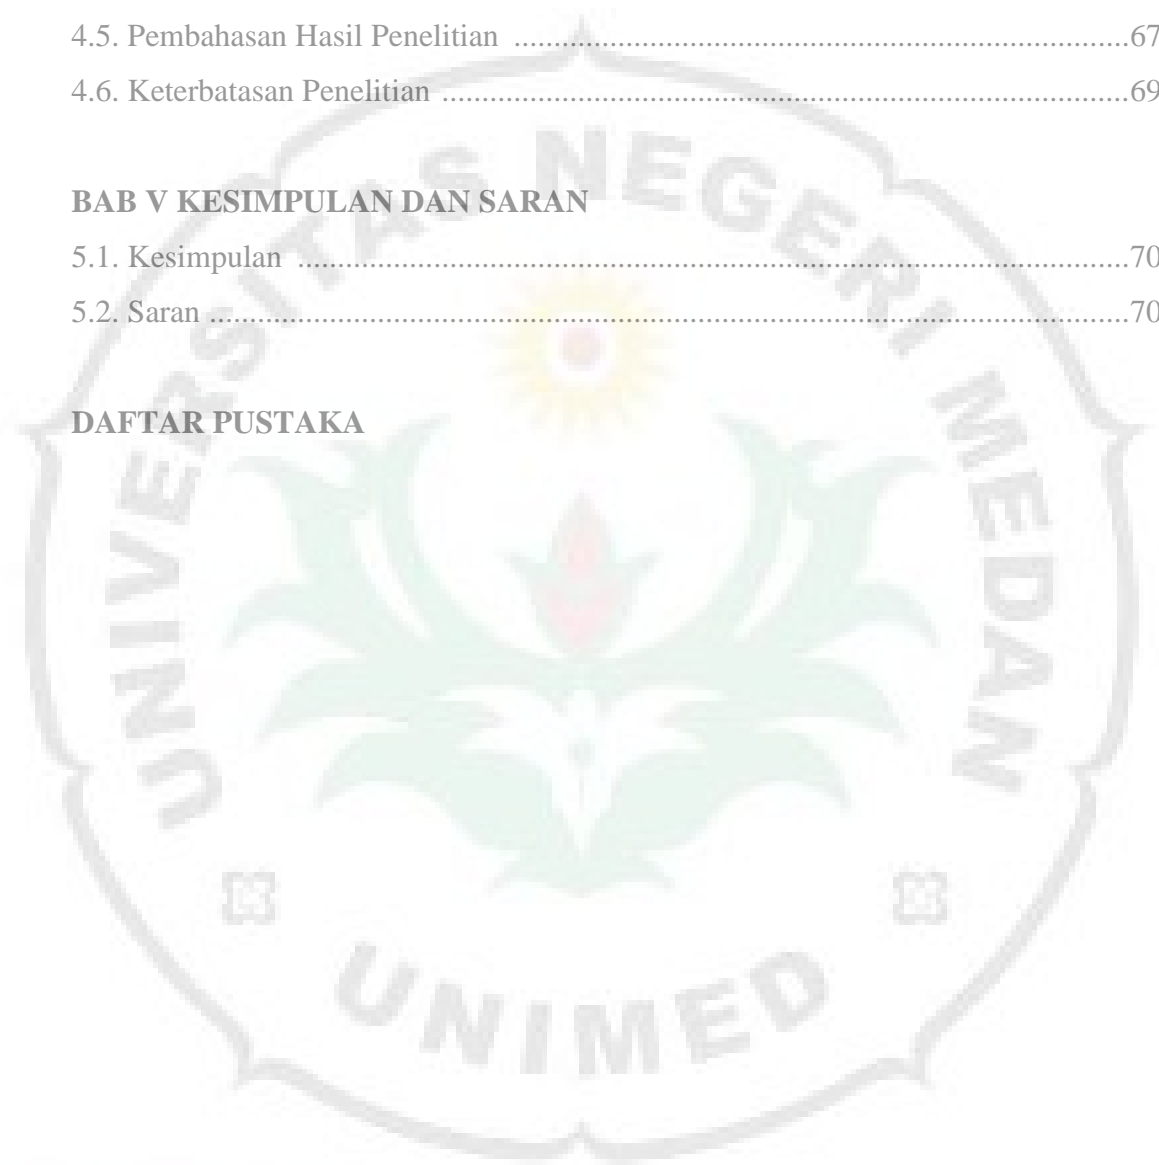 4.5. Pembahasan Hasil Penelitian ..............................................................................67
4.6. Keterbatasan Penelitian .......................................................................................69
BAB V KESIMPULAN DAN SARAN
5.1. Kesimpulan .........................................................................................................70
5.2. Saran ....................................................................................................................70
DAFTAR PUSTAKA
UNIVERSITAS NEGERI MEDAN
UNIMED